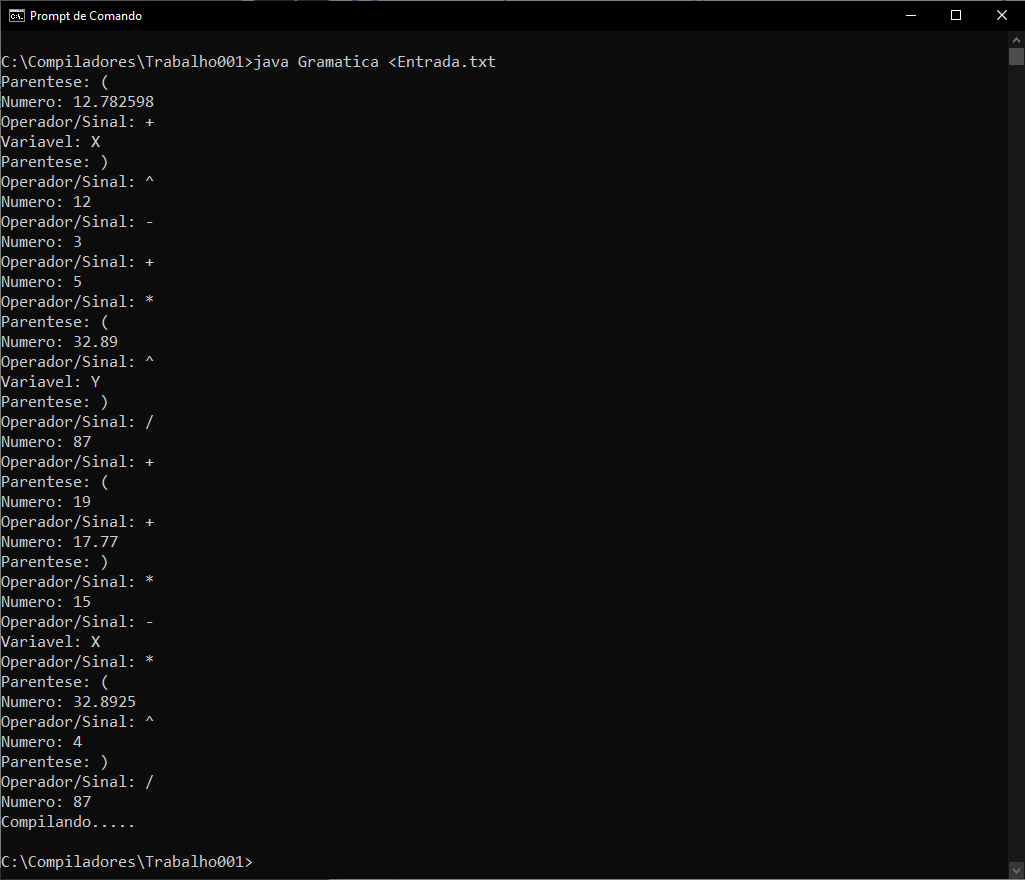 Prompt de Comando
C:\Compiladores\Trabalho001>java Gramatica <Entrada.txt
Parentese: (
Numero: 12.782598
Operador/Sinal: +
Variavel: X
Parentese: )
Operador/Sinal: ^
Numero: 12
Operador/Sinal: -
Numero: 3
Operador/Sinal: +
Numero: 5
Operador/Sinal: *
Parentese: (
Numero: 32.89
Operador/Sinal: ^
Variavel: Y
Parentese: )
Operador/Sinal: /
Numero: 87
Operador/Sinal: +
Parentese: (
Numero: 19
Operador/Sinal: +
Numero: 17.77
Parentese: )
Operador/Sinal: *
Numero: 15
Operador/Sinal: -
Variavel: X
Operador/Sinal: *
Parentese: (
Numero: 32.8925
Operador/Sinal: ^
Numero: 4
Parentese: )
Operador/Sinal: /
Numero: 87
Compilando.....
C:\Compiladores\Trabalho001>